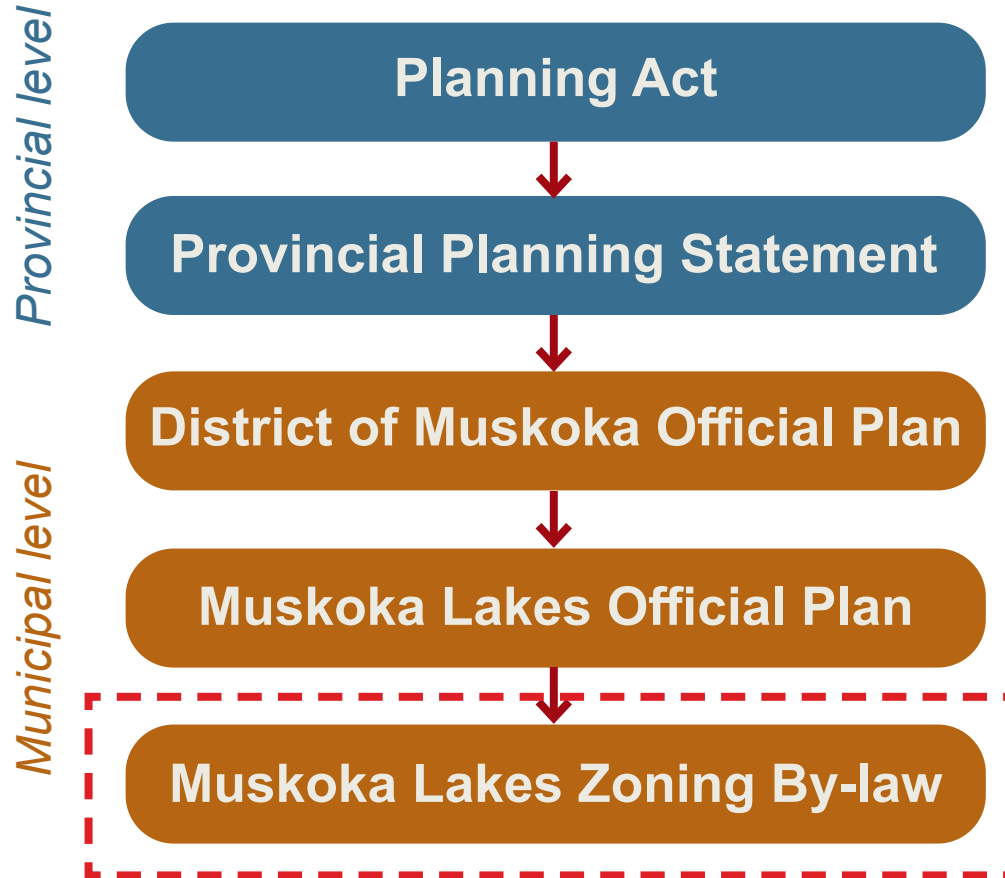 Provincial level
Planning Act
Provincial Planning Statement
Municipal level
District of Muskoka Official Plan
Muskoka Lakes Official Plan
Muskoka Lakes Zoning By-law